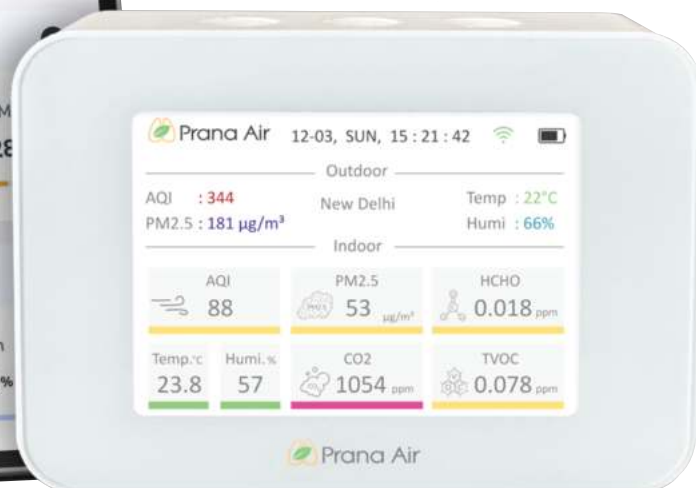 Prana Air 12-03, SUN, 15:21:42
Outdoor
AQI : 344 New Delhi Temp : 22°C
PM2.5 : 181 µg/m³ Humi : 66%
Indoor
AQI PM2.5 HCHO
88 53 µg/m³ 0.018 ppm
Temp.°C Humi.% CO2 TVOC
23.8 57 1054 ppm 0.078 ppm
Prana Air